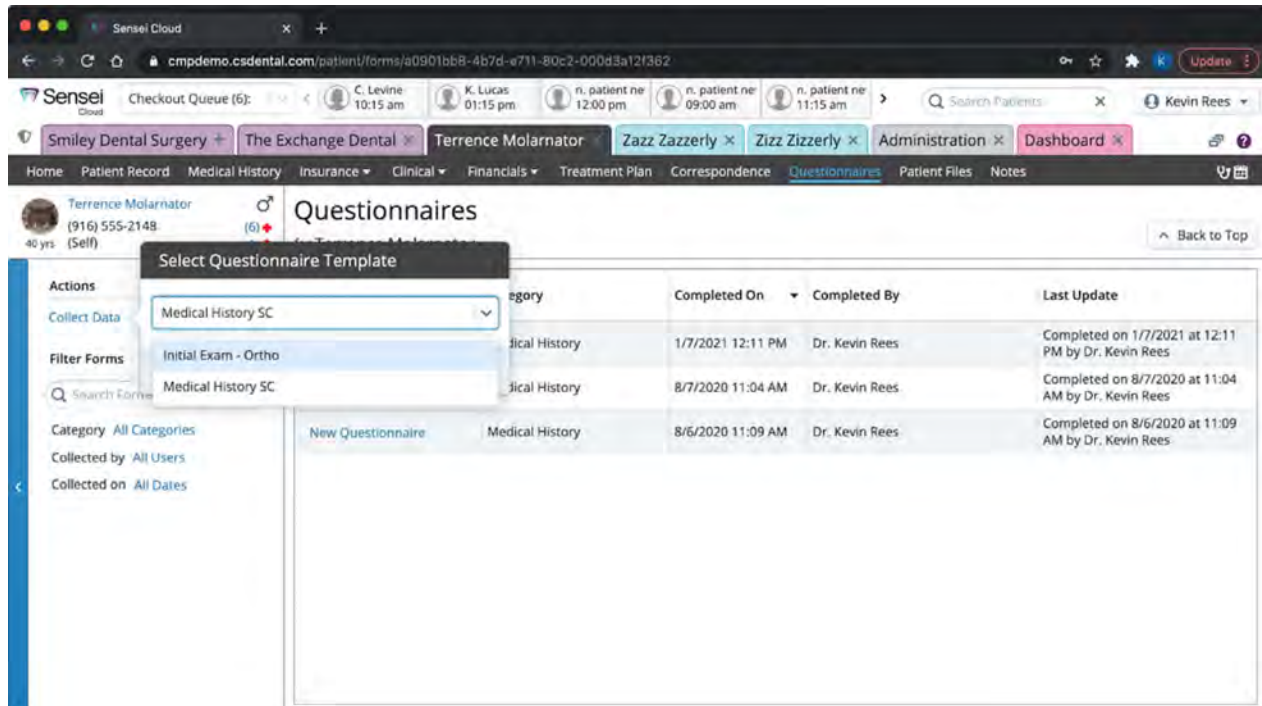 Sensei Cloud
cmpdemo.csdental.com/patient/forms/a0901bb8-4b7d-e711-80c2-000d3a12f362
Update
Sensei Cloud
Checkout Queue (6):
C. Levine 10:15 am
K. Lucas 01:15 pm
n. patient ne 12:00 pm
n. patient ne 09:00 am
n. patient ne 11:15 am
Search Patients
Kevin Rees
Smiley Dental Surgery
The Exchange Dental
Terrence Molarnator
Zazz Zazzerly
Zizz Zizzerly
Administration
Dashboard
Home Patient Record Medical History Insurance Clinical Financials Treatment Plan Correspondence Questionnaires Patient Files Notes
Terrence Molarnator
(916) 555-2148 (6)
40 yrs (Self)
Questionnaires
Back to Top
Select Questionnaire Template
Medical History SC
Initial Exam - Ortho
Medical History SC
Actions
Collect Data
Filter Forms
Category All Categories
Collected by All Users
Collected on All Dates
egory Completed On Completed By Last Update
dical History 1/7/2021 12:11 PM Dr. Kevin Rees Completed on 1/7/2021 at 12:11 PM by Dr. Kevin Rees
dical History 8/7/2020 11:04 AM Dr. Kevin Rees Completed on 8/7/2020 at 11:04 AM by Dr. Kevin Rees
New Questionnaire Medical History 8/6/2020 11:09 AM Dr. Kevin Rees Completed on 8/6/2020 at 11:09 AM by Dr. Kevin Rees